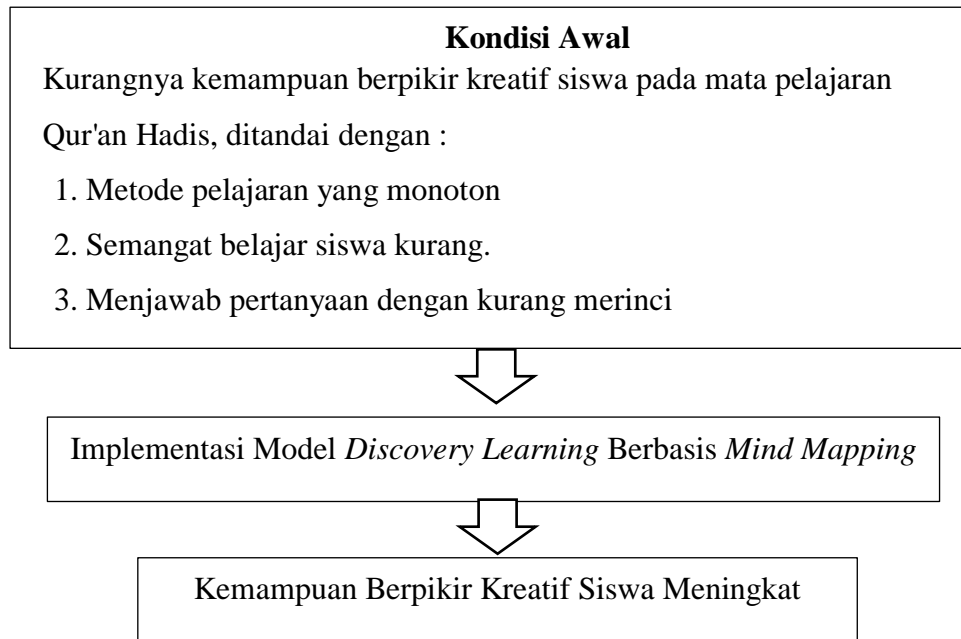 Kondisi Awal
Kurangnya kemampuan berpikir kreatif siswa pada mata pelajaran
Qur'an Hadis, ditandai dengan :
1. Metode pelajaran yang monoton
2. Semangat belajar siswa kurang.
3. Menjawab pertanyaan dengan kurang merinci
Implementasi Model Discovery Learning Berbasis Mind Mapping
Kemampuan Berpikir Kreatif Siswa Meningkat